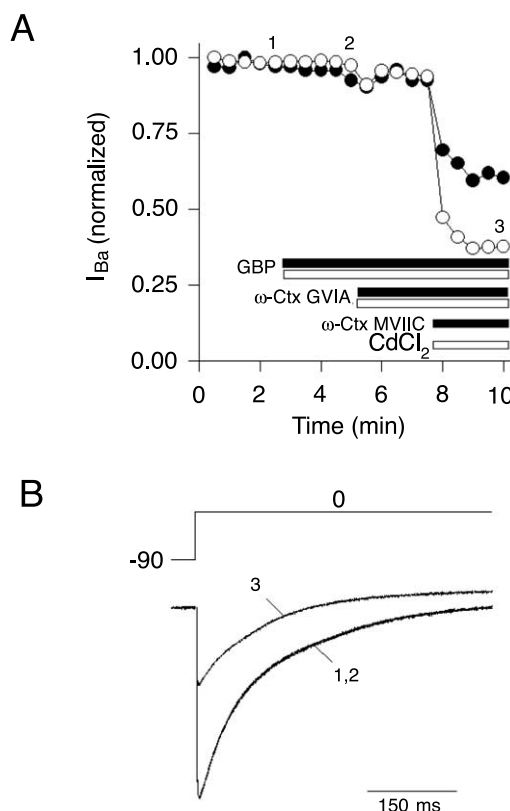 A
I_Ba (normalized)
1.00
0.75
0.50
0.25
0.00
1
2
3
GBP
ω-Ctx GVIA
ω-Ctx MVIIC
CdCl₂
0 2 4 6 8 10
Time (min)
B
0
-90
3
1,2
150 ms